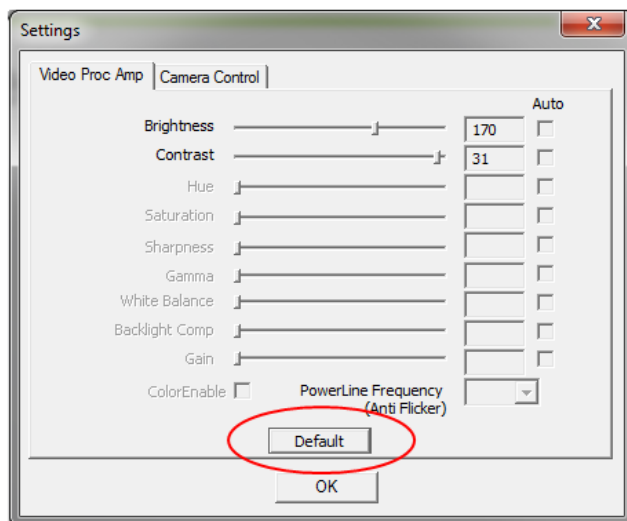 Settings
Video Proc Amp Camera Control
Auto
Brightness 170
Contrast 31
Hue
Saturation
Sharpness
Gamma
White Balance
Backlight Comp
Gain
ColorEnable PowerLine Frequency
(Anti Flicker)
Default
OK